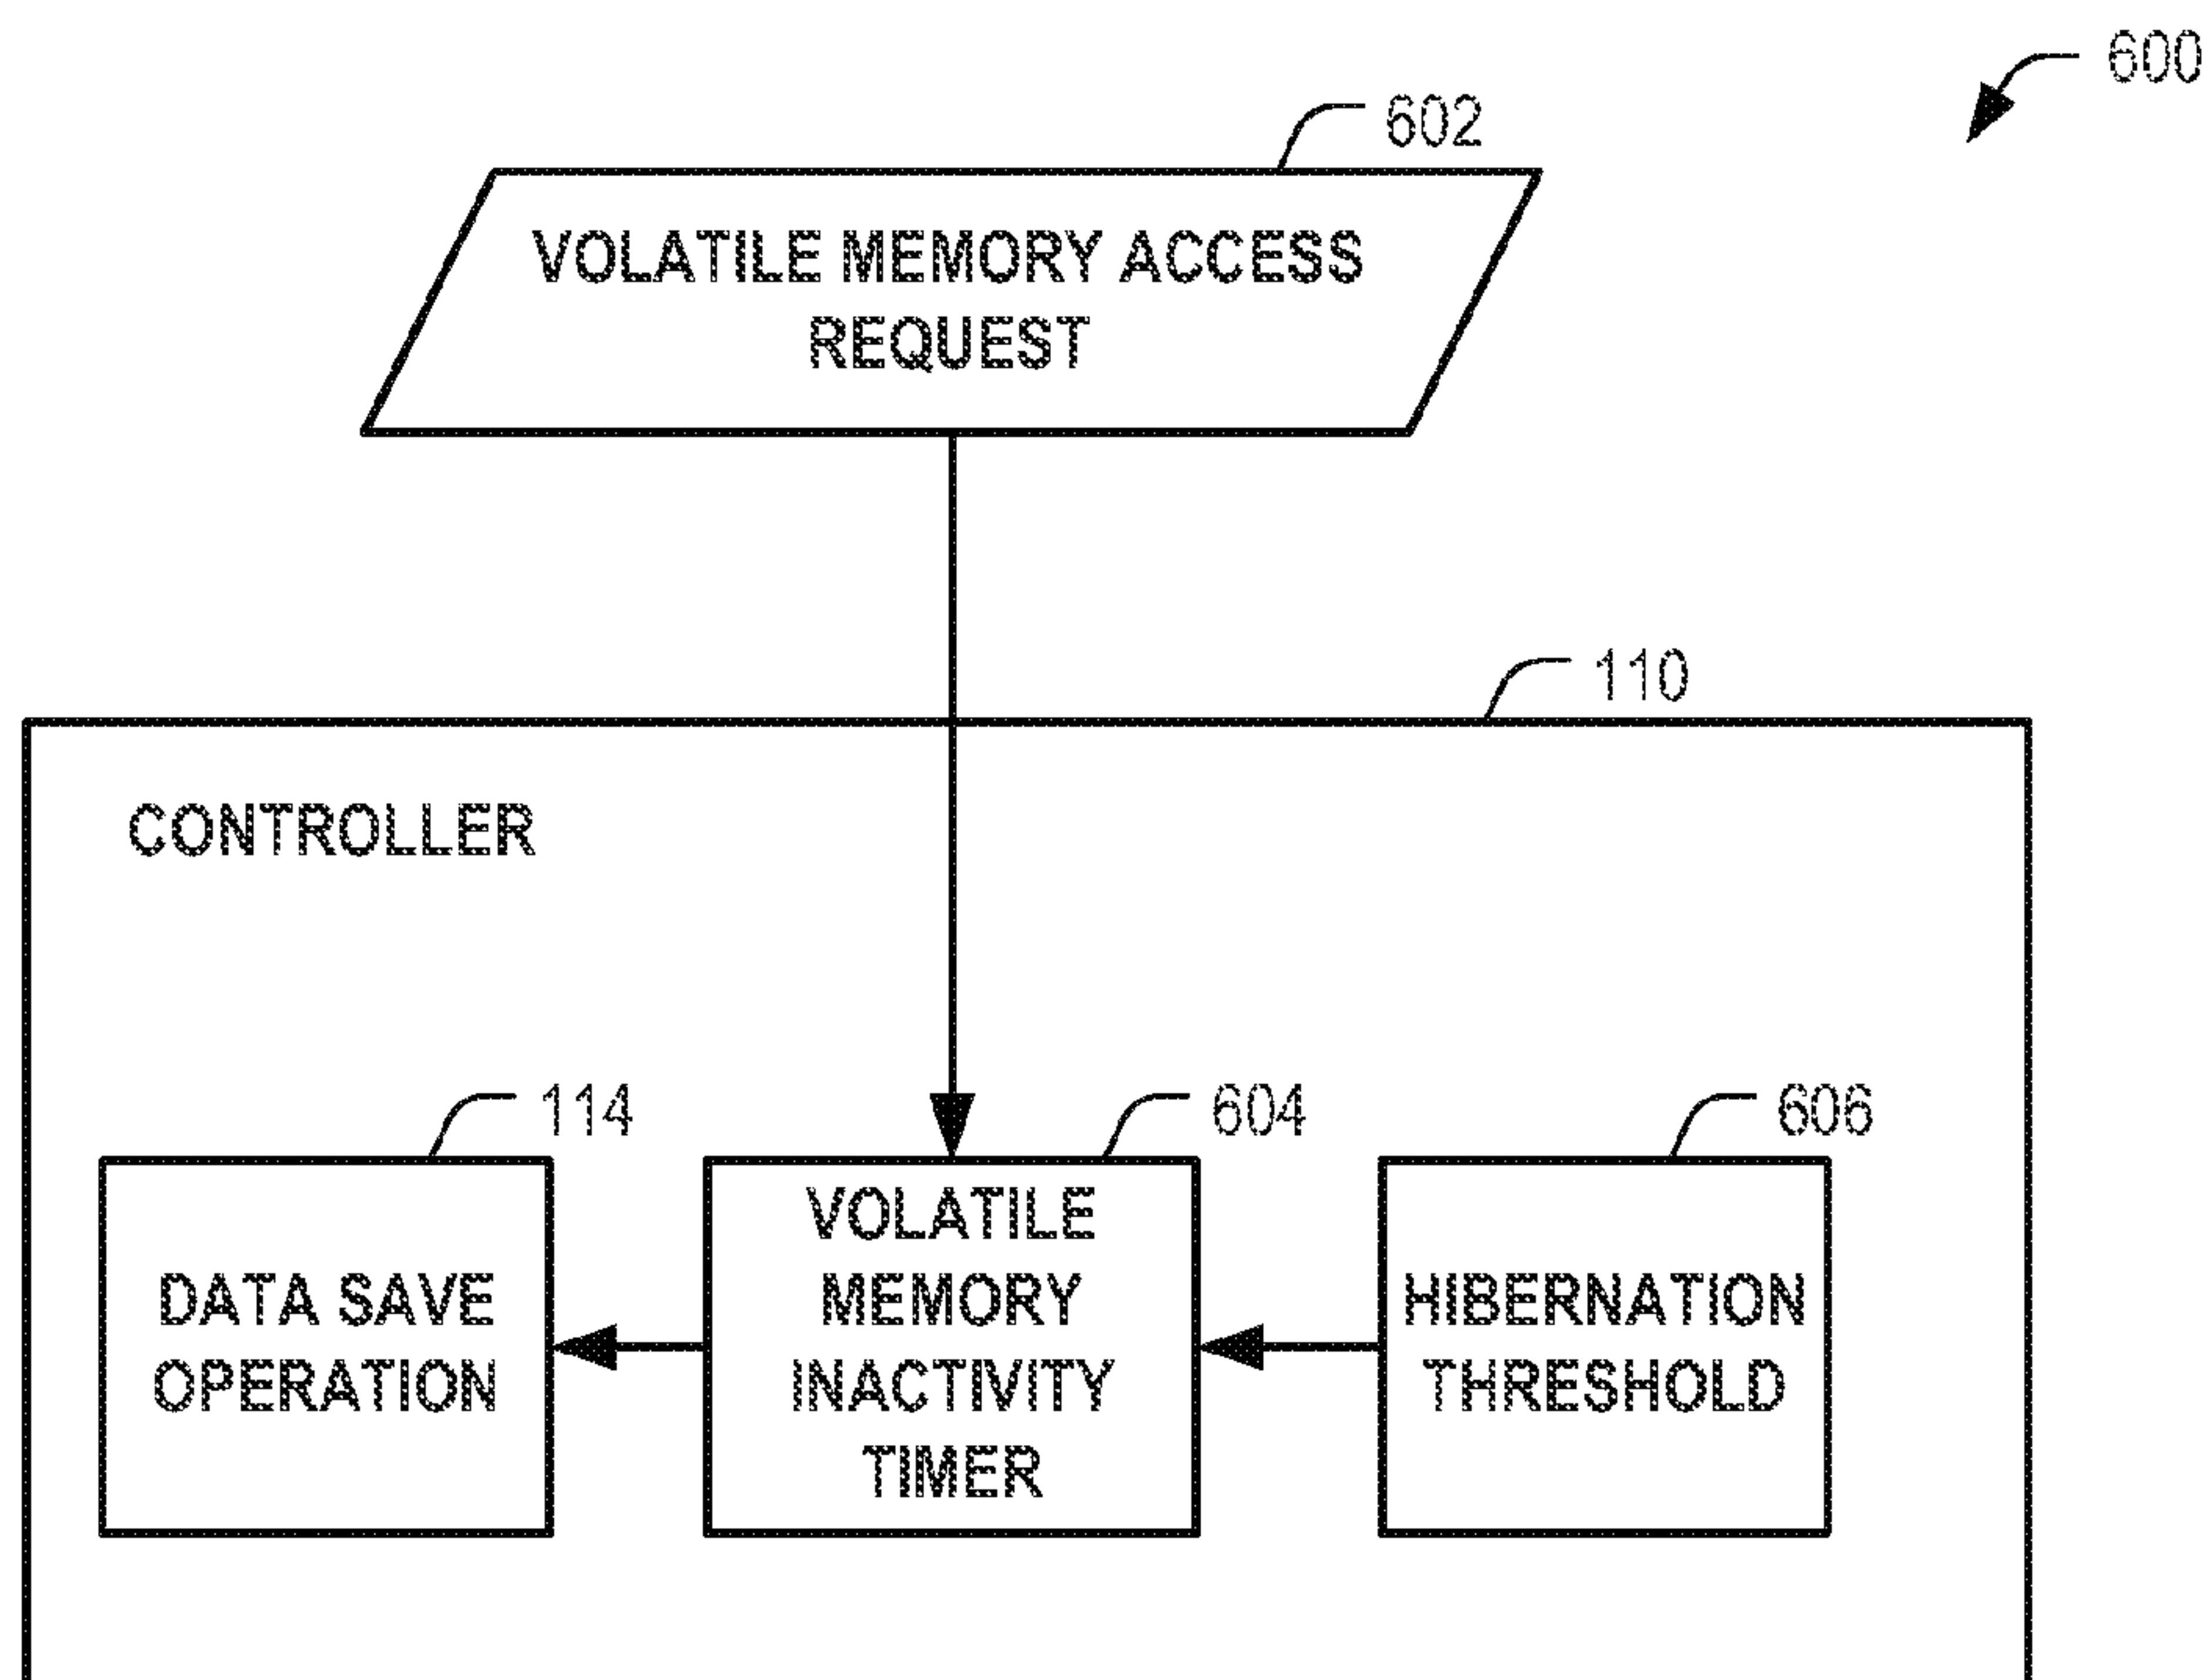 600
602
VOLATILE MEMORY ACCESS
REQUEST
110
CONTROLLER
114
604
606
DATA SAVE
OPERATION
VOLATILE
MEMORY
INACTIVITY
TIMER
HIBERNATION
THRESHOLD